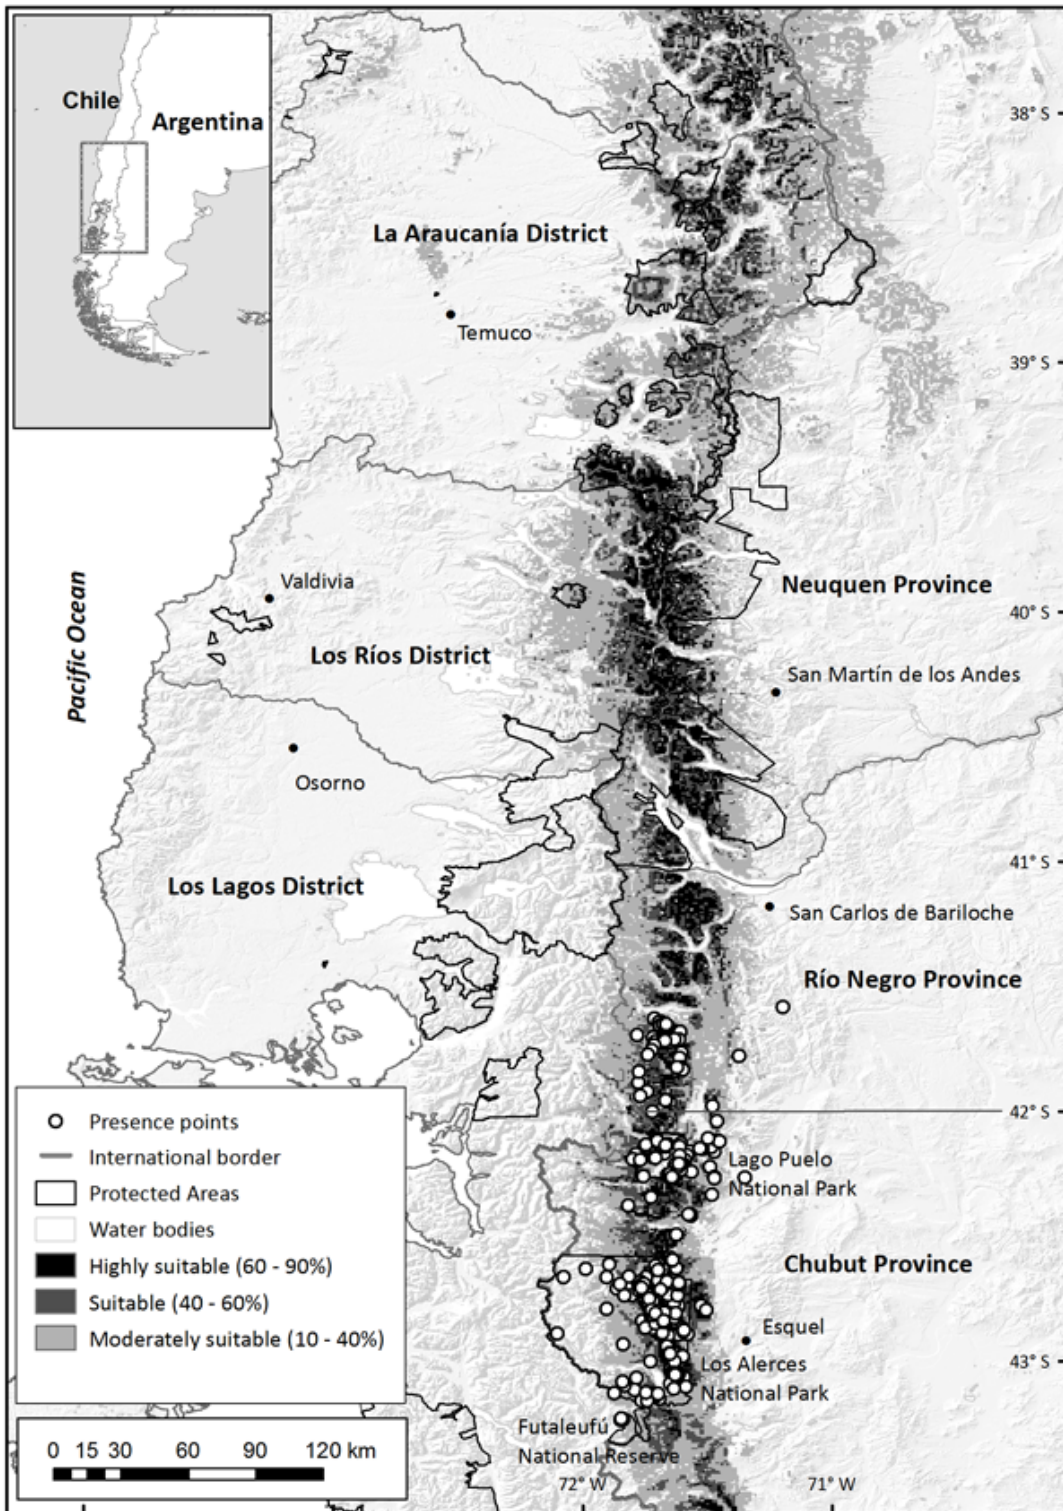 Chile
Argentina
38° S
La Araucanía District
Temuco
39° S
Pacific Ocean
Valdivia
Neuquen Province
40° S
Los Ríos District
San Martín de los Andes
Osorno
41° S
Los Lagos District
San Carlos de Bariloche
Río Negro Province
42° S
Presence points
International border
Protected Areas
Water bodies
Highly suitable (60 - 90%)
Suitable (40 - 60%)
Moderately suitable (10 - 40%)
Lago Puelo
National Park
Chubut Province
Esquel
43° S
Los Alerces
National Park
Futaleufú
National Reserve
0 15 30 60 90 120 km
72° W
71° W